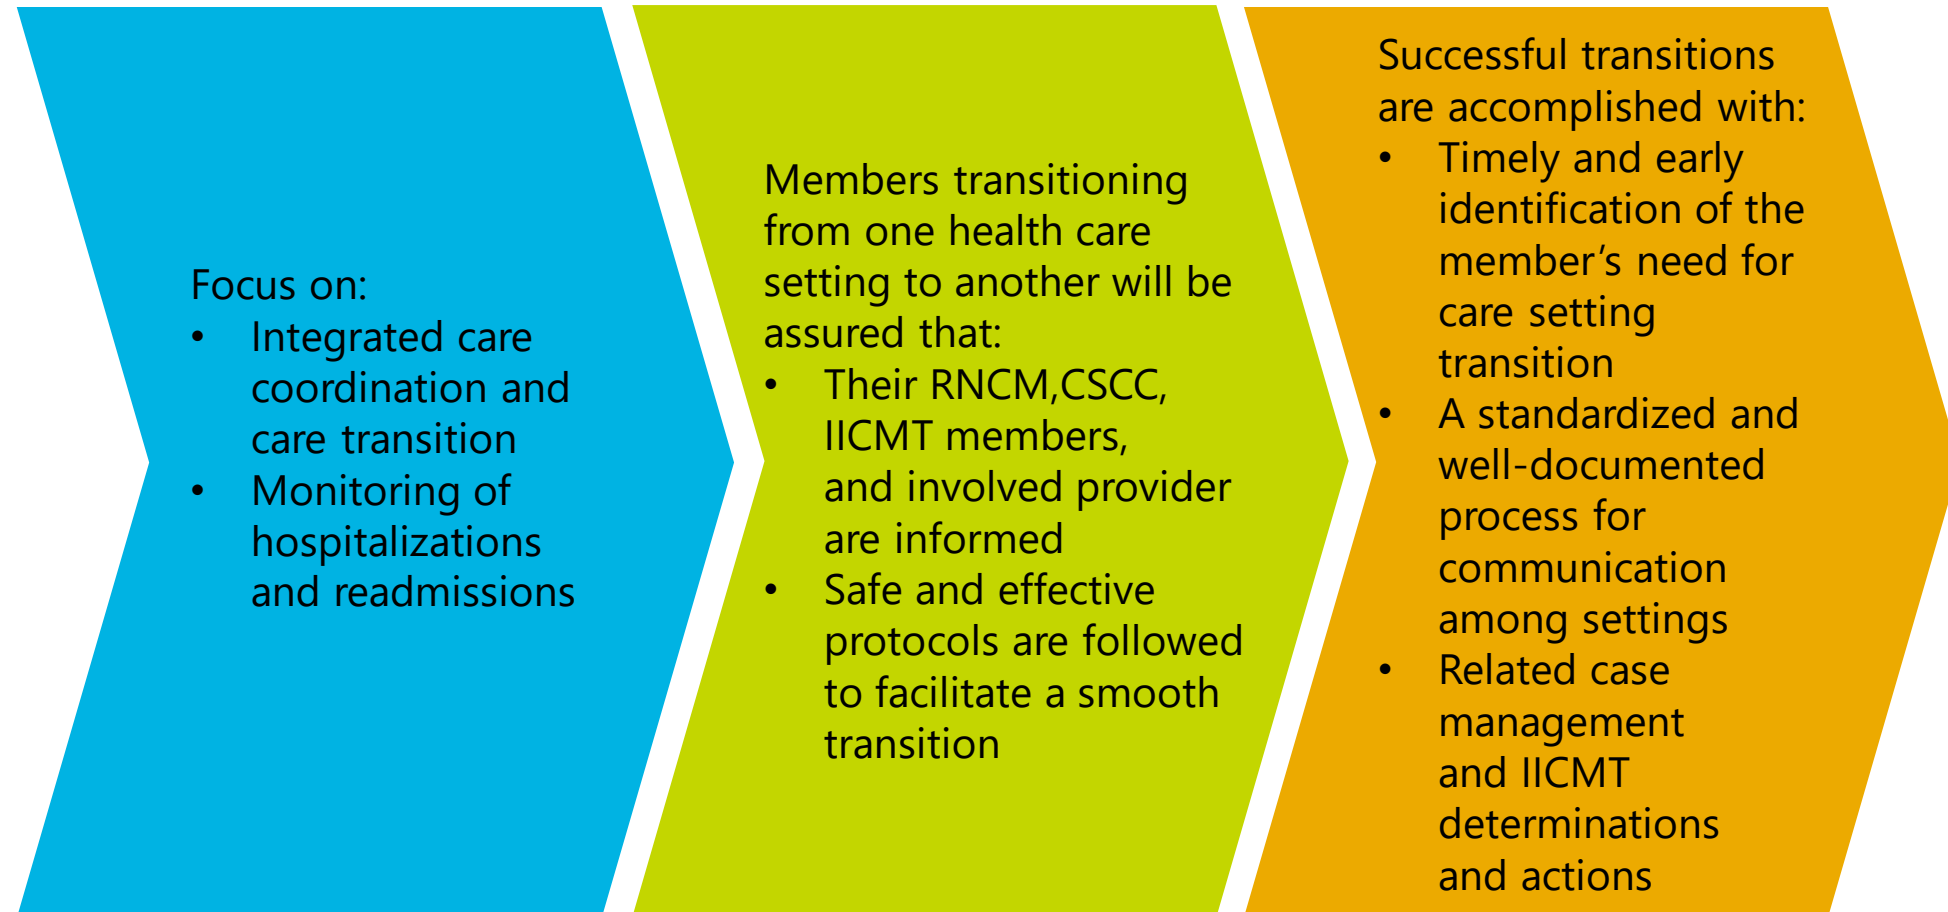 Focus on:
• Integrated care
coordination and
care transition
• Monitoring of
hospitalizations
and readmissions
Members transitioning
from one health care
setting to another will be
assured that:
• Their RNCM,CSCC,
IICMT members,
and involved provider
are informed
• Safe and effective
protocols are followed
to facilitate a smooth
transition
Successful transitions
are accomplished with:
• Timely and early
identification of the
member’s need for
care setting
transition
• A standardized and
well-documented
process for
communication
among settings
• Related case
management
and IICMT
determinations
and actions